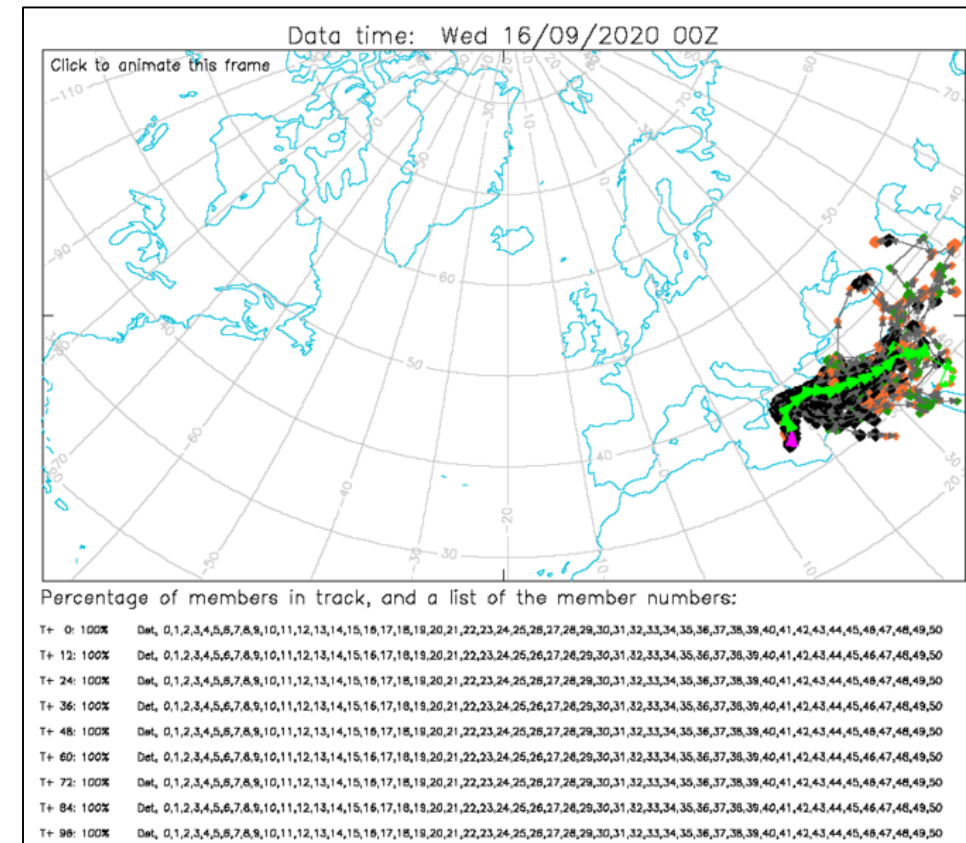 Data time: Wed 16/09/2020 00Z
Click to animate this frame
Percentage of members in track, and a list of the member numbers:
T+ 0: 100% Det, 0,1,2,3,4,5,6,7,8,9,10,11,12,13,14,15,16,17,18,19,20,21,22,23,24,25,26,27,28,29,30,31,32,33,34,35,36,37,38,39,40,41,42,43,44,45,46,47,48,49,50
T+ 12: 100% Det, 0,1,2,3,4,5,6,7,8,9,10,11,12,13,14,15,16,17,18,19,20,21,22,23,24,25,26,27,28,29,30,31,32,33,34,35,36,37,38,39,40,41,42,43,44,45,46,47,48,49,50
T+ 24: 100% Det, 0,1,2,3,4,5,6,7,8,9,10,11,12,13,14,15,16,17,18,19,20,21,22,23,24,25,26,27,28,29,30,31,32,33,34,35,36,37,38,39,40,41,42,43,44,45,46,47,48,49,50
T+ 36: 100% Det, 0,1,2,3,4,5,6,7,8,9,10,11,12,13,14,15,16,17,18,19,20,21,22,23,24,25,26,27,28,29,30,31,32,33,34,35,36,37,38,39,40,41,42,43,44,45,46,47,48,49,50
T+ 48: 100% Det, 0,1,2,3,4,5,6,7,8,9,10,11,12,13,14,15,16,17,18,19,20,21,22,23,24,25,26,27,28,29,30,31,32,33,34,35,36,37,38,39,40,41,42,43,44,45,46,47,48,49,50
T+ 60: 100% Det, 0,1,2,3,4,5,6,7,8,9,10,11,12,13,14,15,16,17,18,19,20,21,22,23,24,25,26,27,28,29,30,31,32,33,34,35,36,37,38,39,40,41,42,43,44,45,46,47,48,49,50
T+ 72: 100% Det, 0,1,2,3,4,5,6,7,8,9,10,11,12,13,14,15,16,17,18,19,20,21,22,23,24,25,26,27,28,29,30,31,32,33,34,35,36,37,38,39,40,41,42,43,44,45,46,47,48,49,50
T+ 84: 100% Det, 0,1,2,3,4,5,6,7,8,9,10,11,12,13,14,15,16,17,18,19,20,21,22,23,24,25,26,27,28,29,30,31,32,33,34,35,36,37,38,39,40,41,42,43,44,45,46,47,48,49,50
T+ 96: 100% Det, 0,1,2,3,4,5,6,7,8,9,10,11,12,13,14,15,16,17,18,19,20,21,22,23,24,25,26,27,28,29,30,31,32,33,34,35,36,37,38,39,40,41,42,43,44,45,46,47,48,49,50